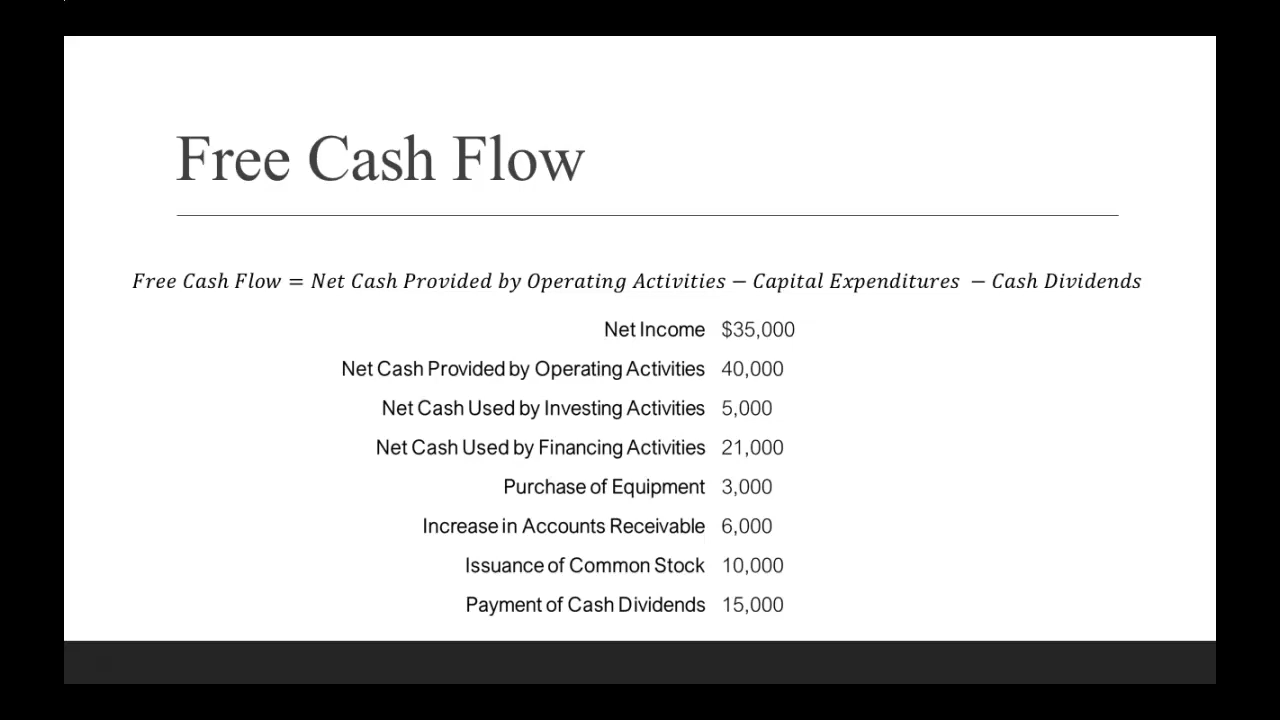 Free Cash Flow
Free Cash Flow = Net Cash Provided by Operating Activities − Capital Expenditures − Cash Dividends
Net Income $35,000
Net Cash Provided by Operating Activities 40,000
Net Cash Used by Investing Activities 5,000
Net Cash Used by Financing Activities 21,000
Purchase of Equipment 3,000
Increase in Accounts Receivable 6,000
Issuance of Common Stock 10,000
Payment of Cash Dividends 15,000